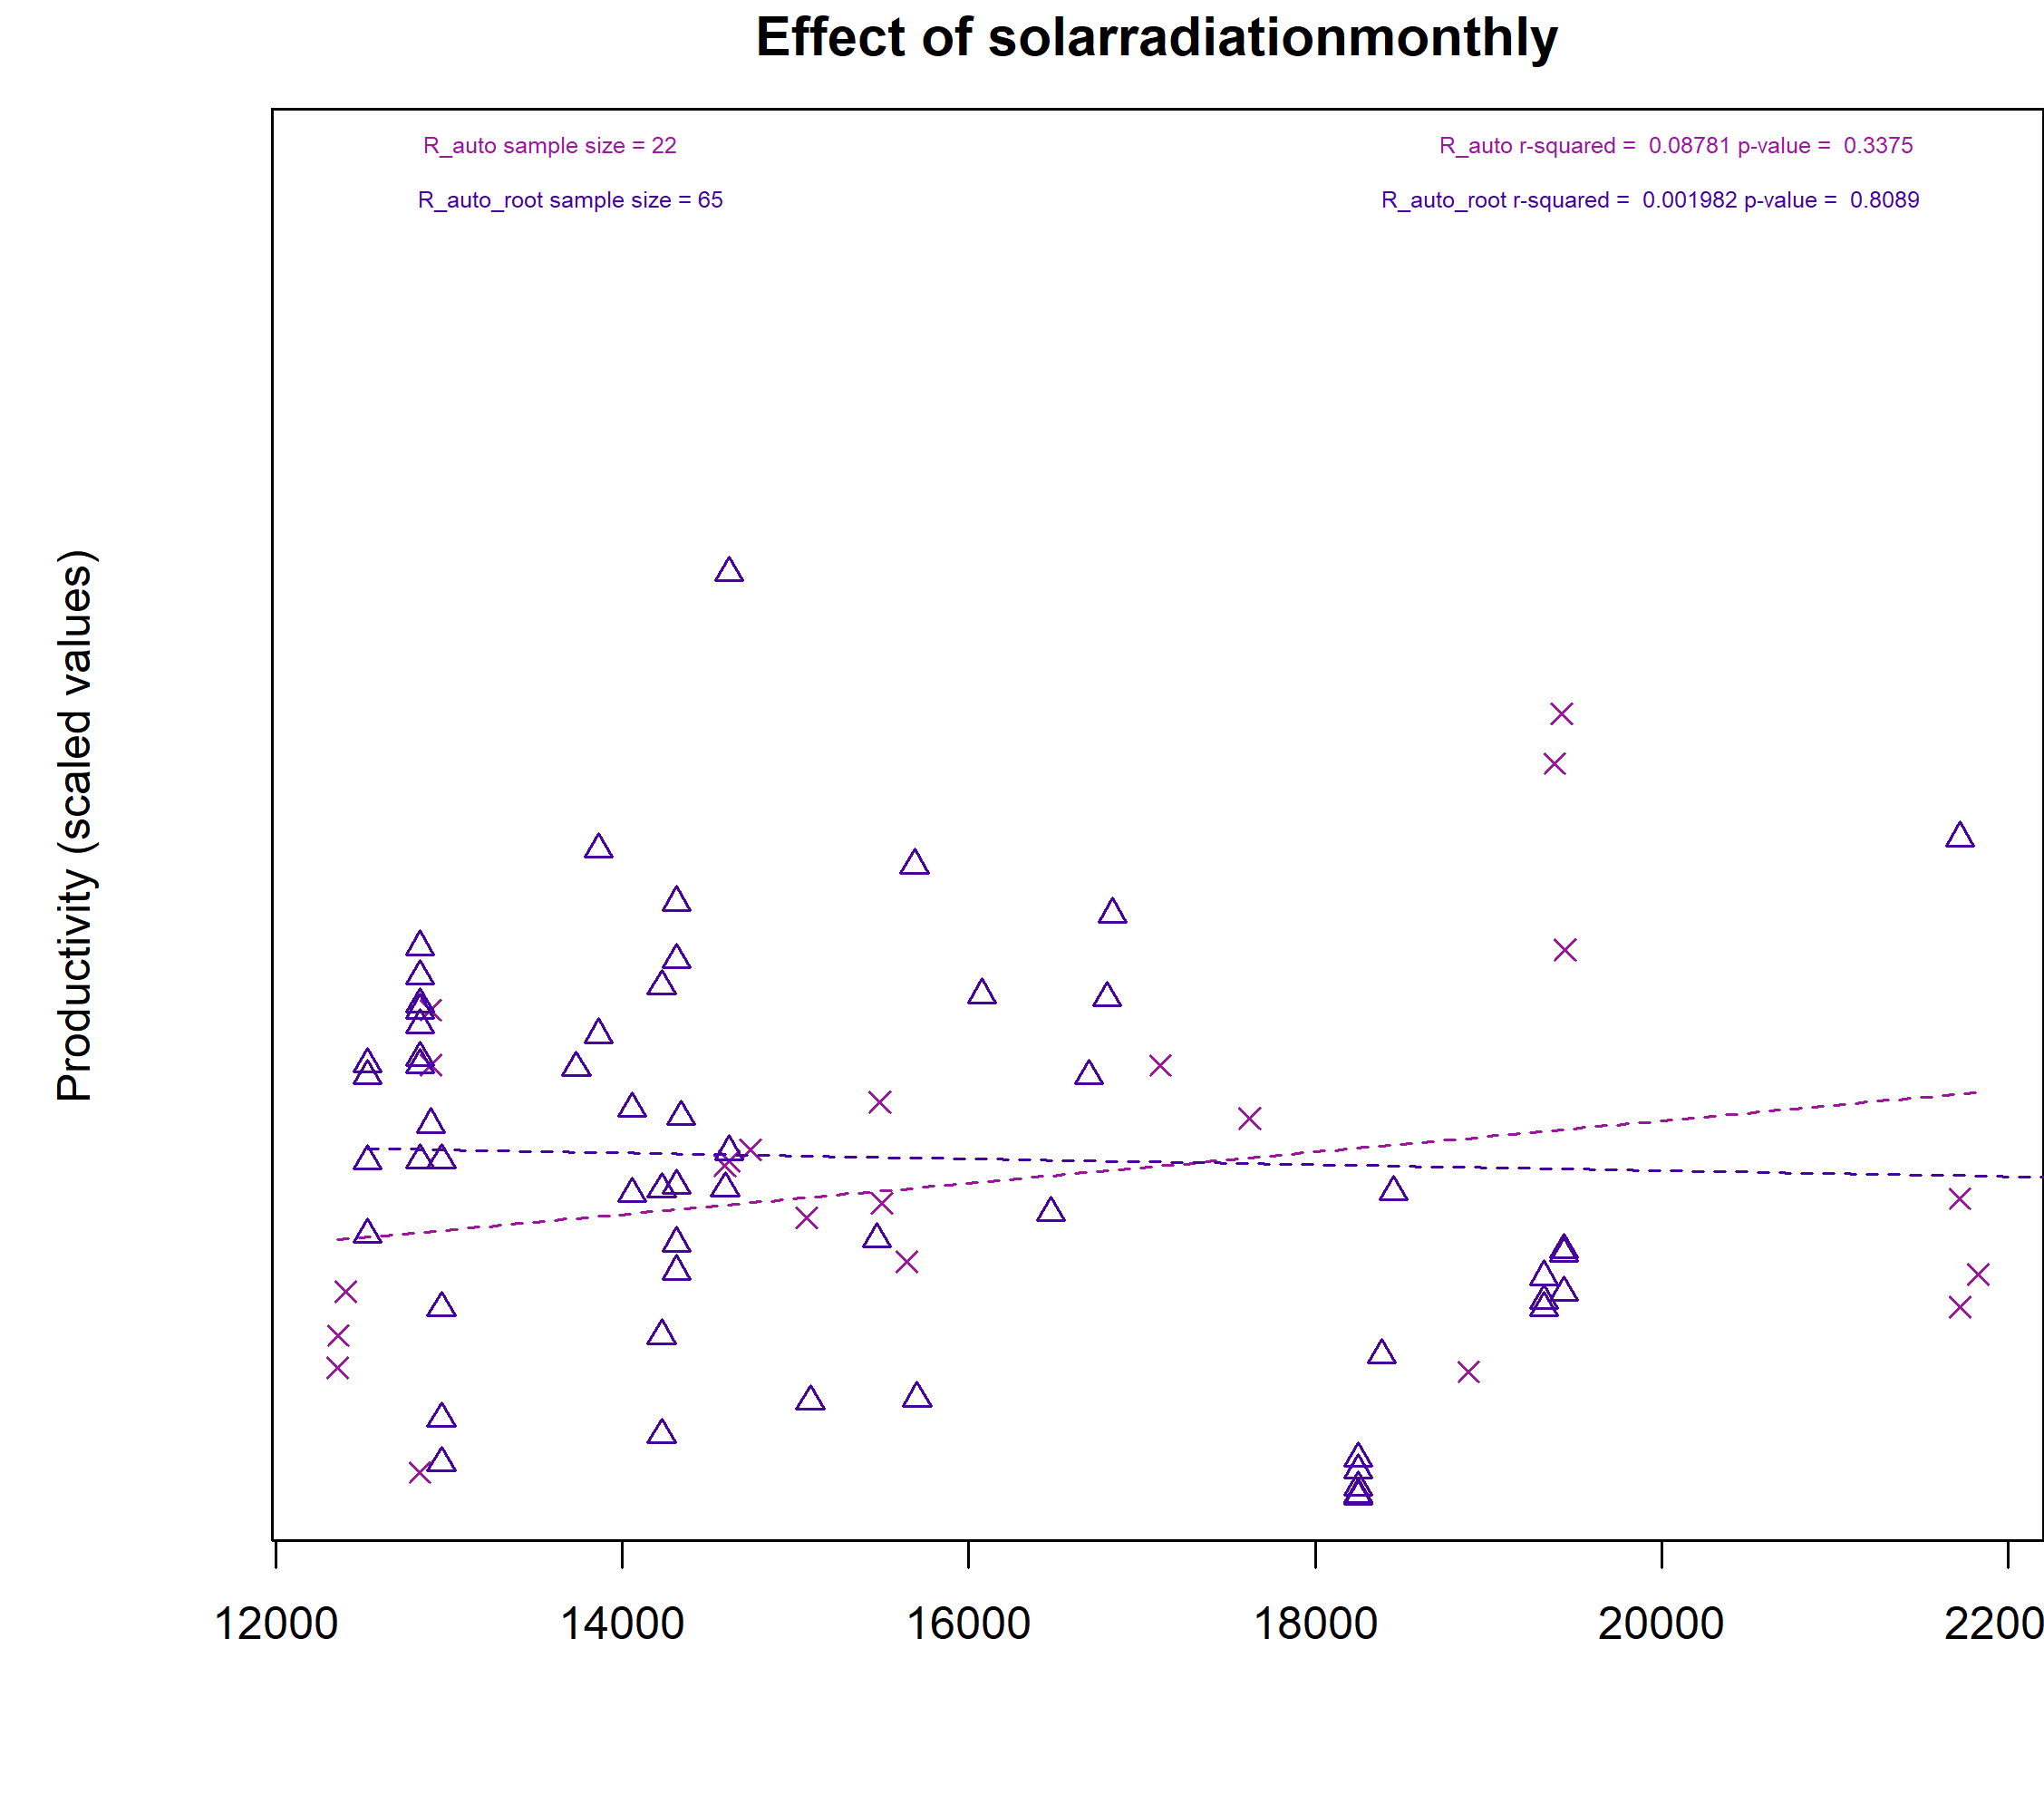 Effect of solarradiationmonthly
R_auto sample size = 22
R_auto r-squared =  0.08781 p-value =  0.3375
R_auto_root sample size = 65
R_auto_root r-squared =  0.001982 p-value =  0.8089
Productivity (scaled values)
12000 14000 16000 18000 20000 2200